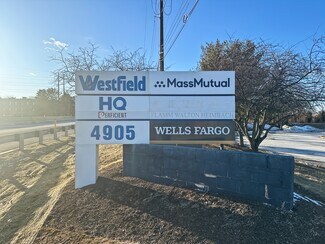 Westfield
MassMutual
HQ
4905
WELLS FARGO